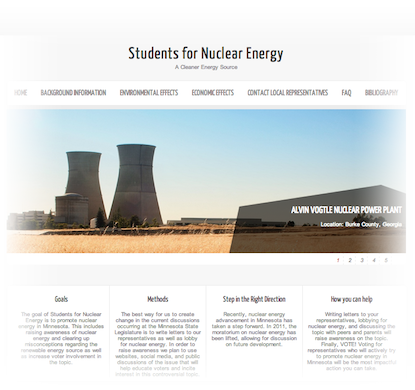 Students for Nuclear Energy
A Cleaner Energy Source
HOME BACKGROUND INFORMATION ENVIRONMENTAL EFFECTS ECONOMIC EFFECTS CONTACT LOCAL REPRESENTATIVES FAQ BIBLIOGRAPHY
ALVIN VOGTLE NUCLEAR POWER PLANT
Location: Burke County, Georgia
1 2 3 4 5
Goals
The goal of Students for Nuclear
Energy is to promote nuclear
energy in Minnesota. This includes
raising awareness of nuclear
energy and clearing up
misconceptions regarding the
renewable energy source as well
as increase voter involvement in
the topic.
Methods
The best way for us to create
change in the current discussions
occurring at the Minnesota State
Legislature is to write letters to our
representatives as well as lobby
for nuclear energy. In order to
raise awareness we plan to use
websites, social media, and public
discussions of the issue that will
help educate voters and incite
interest in this controversial topic.
Step in the Right Direction
Recently, nuclear energy
advancement in Minnesota has
taken a step forward. In 2011, the
moratorium on nuclear energy has
been lifted, allowing for discussion
on future development.
How you can help
Writing letters to your
representatives, lobbying for
nuclear energy, and discussing the
topic with peers and parents will
help raise awareness on the topic.
Finally, VOTE! Voting for
representatives who will actively try
to promote nuclear energy in
Minnesota will be the most impactful
action you can take